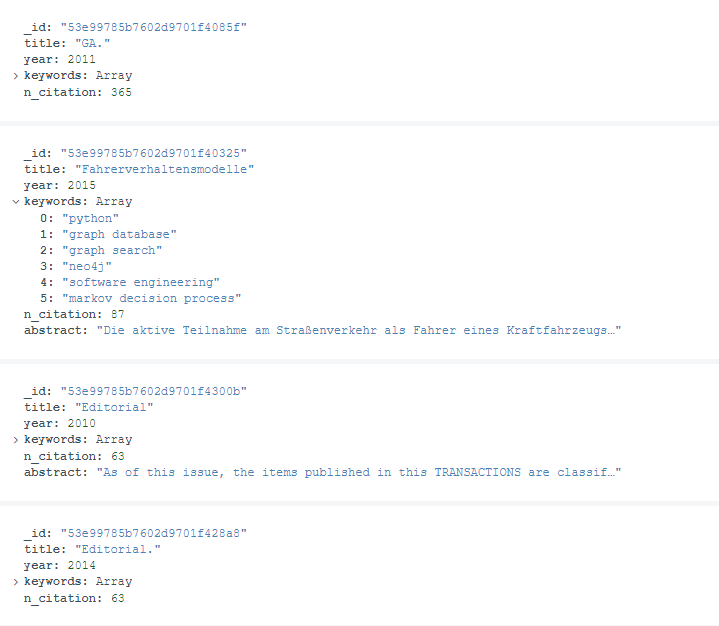 _id: "53e99785b7602d9701f4085f"
title: "GA."
year: 2011
keywords: Array
n_citation: 365
_id: "53e99785b7602d9701f40325"
title: "Fahrerverhaltensmodelle"
year: 2015
keywords: Array
0: "python"
1: "graph database"
2: "graph search"
3: "neo4j"
4: "software engineering"
5: "markov decision process"
n_citation: 87
abstract: "Die aktive Teilnahme am Straßenverkehr als Fahrer eines Kraftfahrzeugs…"
_id: "53e99785b7602d9701f4300b"
title: "Editorial"
year: 2010
keywords: Array
n_citation: 63
abstract: "As of this issue, the items published in this TRANSACTIONS are classif…"
_id: "53e99785b7602d9701f428a8"
title: "Editorial."
year: 2014
keywords: Array
n_citation: 63